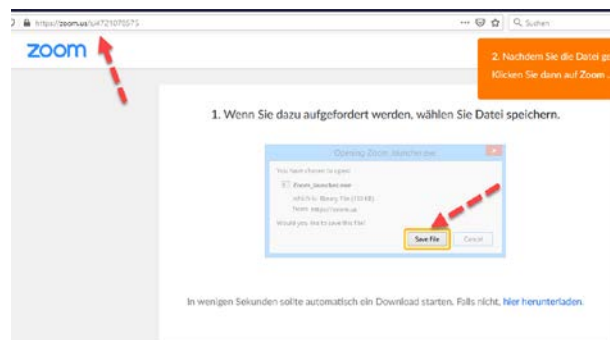 https://zoom.us/s/4721070575
Suchen
zoom
2. Nachdem Sie die Datei
Klicken Sie dann auf Zoom
1. Wenn Sie dazu aufgefordert werden, wählen Sie Datei speichern.
Opening Zoom_launcher.exe
You have chosen to open:
Zoom_launcher.exe
which is: Binary File
from: https://zoom.us
Would you like to save this file?
Save File
Cancel
In wenigen Sekunden sollte automatisch ein Download starten. Falls nicht, hier herunterladen.